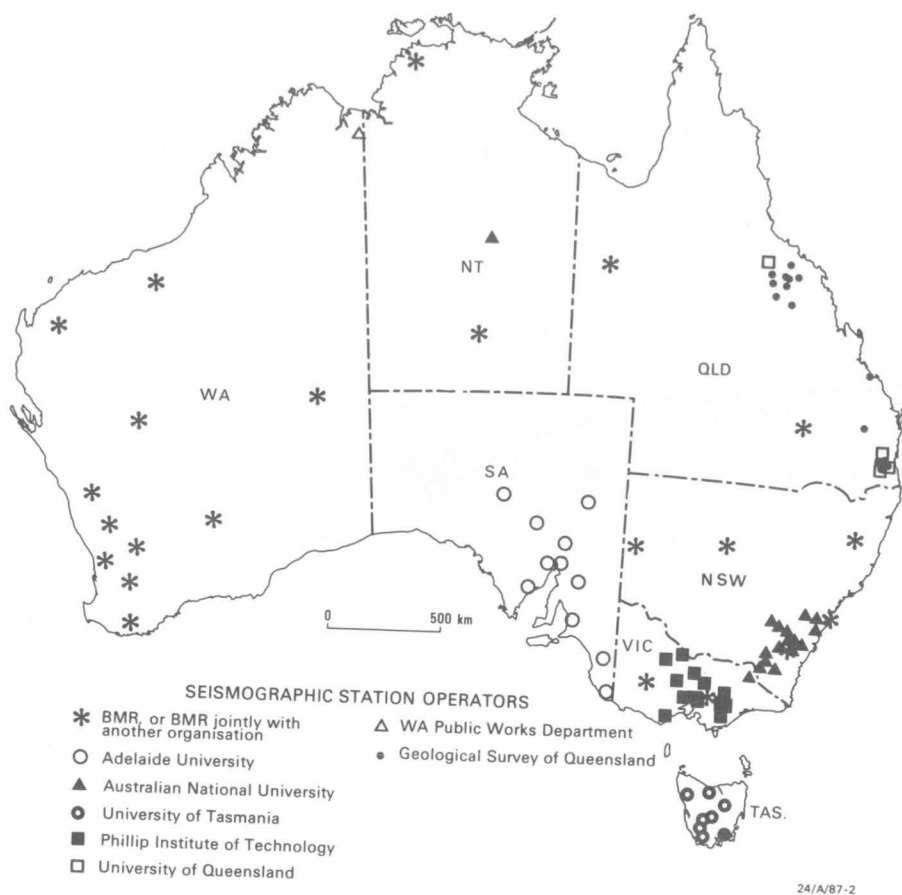 NT
WA
QLD
SA
NSW
0 500 km
VIC
SEISMOGRAPHIC STATION OPERATORS
BMR, or BMR jointly with
another organisation
WA Public Works Department
Adelaide University
Geological Survey of Queensland
Australian National University
University of Tasmania
TAS.
Phillip Institute of Technology
University of Queensland
24/A/87-2